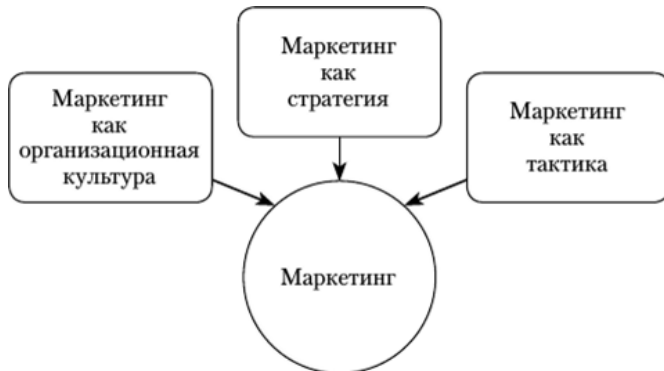 Маркетинг
как
организационная
культура
Маркетинг
как
стратегия
Маркетинг
как
тактика
Маркетинг